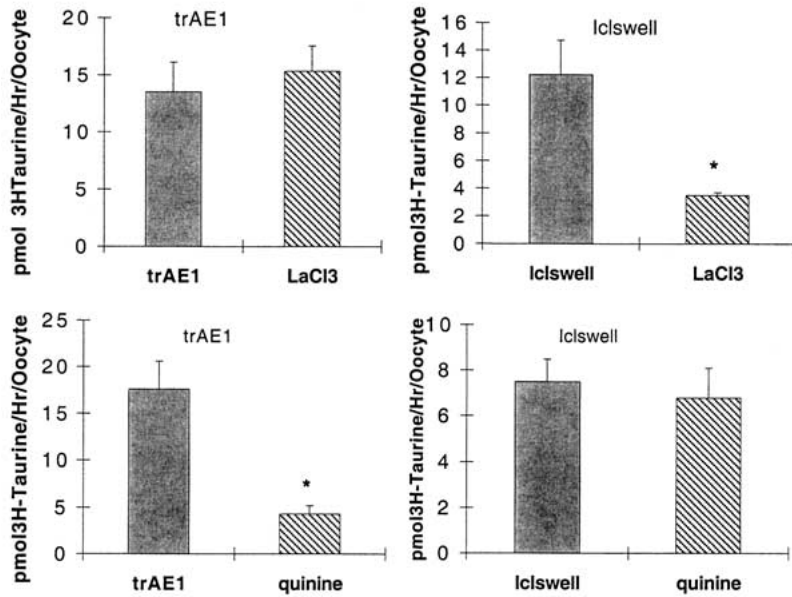 trAE1
pmol 3HTaurine/Hr/Oocyte
20
15
10
5
0
trAE1 LaCl3
Iclswell
pmol3H-Taurine/Hr/Oocyte
16
14
12
10
8
6
4
2
0
*
Iclswell LaCl3
trAE1
pmol3H-Taurine/Hr/Oocyte
25
20
15
10
5
0
*
trAE1 quinine
Iclswell
pmol3H-Taurine/Hr/Oocyte
10
8
6
4
2
0
Iclswell quinine